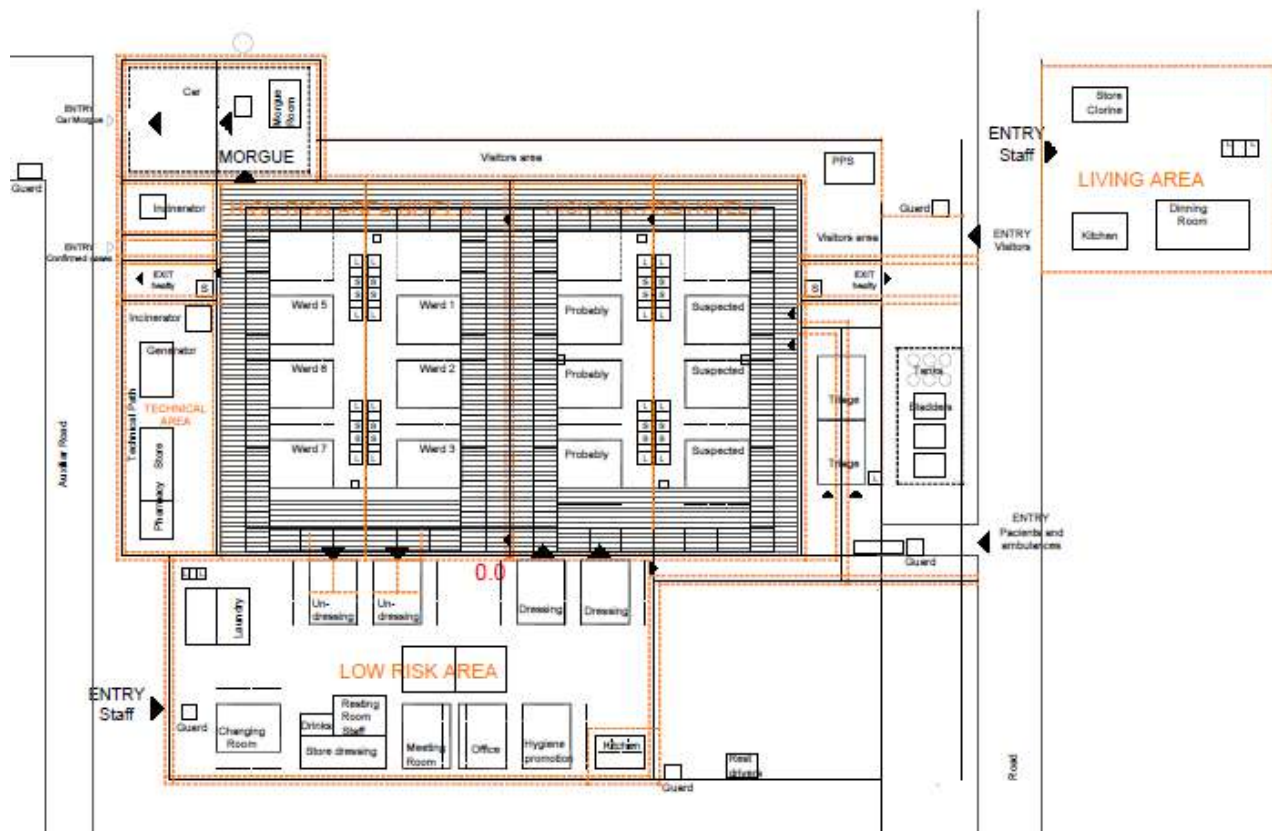 Car
Morgue
Room
ENTRY
Car Morgue
MORGUE
Visitors area
PPS
ENTRY
Staff
Store
Clorine
L
L
LIVING AREA
Kitchen
Dinning
Room
Guard
Guard
Incinerator
Visitors area
ENTRY
Visitors
ENTRY
Confirmed cases
EXIT
healty
S
EXIT
healty
S
L L
S S
S S
L L
L L
L L
S S
S S
L L
L L
Incinerator
Ward 5
Ward 1
Probably
Suspected
Generator
Technical Path
TECHNICAL
AREA
Ward 6
Ward 2
Probably
Suspected
Triage
Tanks
Bladders
Auxiliar Road
Store
Pharmacy
L L
S S
S S
L L
L L
S S
S S
L L
Ward 7
Ward 3
Probably
Suspected
Triage
L
ENTRY
Pacients and
ambulances
Guard
0.0
L
L
Laundry
Un-
dressing
Un-
dressing
Dressing
Dressing
LOW RISK AREA
ENTRY
Staff
Guard
Changing
Room
Drinks
Resting
Room
Staff
Store dressing
Meeting
Room
Office
Hygiene
promotion
Kitchen
Guard
Rest
drivers
Road